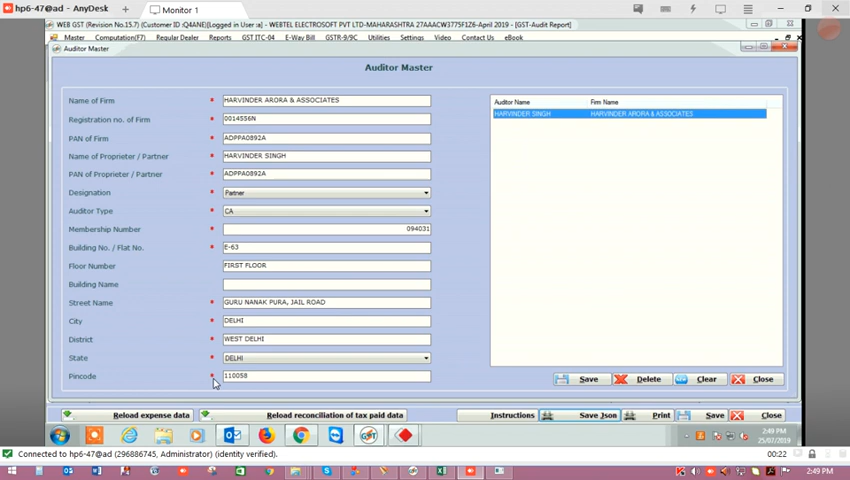 hp6-47@ad - AnyDesk
Monitor 1
WEB GST (Revision No.15.7) (Customer ID :Q4ANE)(Logged in User :a) - WEBTEL ELECTROSOFT PVT LTD-MAHARASHTRA 27AAACW3775F1Z6-April 2019 - [GST-Audit Report]
Master Computation(F7) Regular Dealer Reports GST ITC-04 E-Way Bill GSTR-9/9C Utilities Settings Video Contact Us eBook
Auditor Master
Auditor Master
Name of Firm HARVINDER ARORA & ASSOCIATES
Registration no. of Firm 0014556N
PAN of Firm ADPPA0892A
Name of Proprieter / Partner HARVINDER SINGH
PAN of Proprieter / Partner ADPPA0892A
Designation Partner
Auditor Type CA
Membership Number 094031
Building No. / Flat No. E-63
Floor Number FIRST FLOOR
Building Name
Street Name GURU NANAK PURA, JAIL ROAD
City DELHI
District WEST DELHI
State DELHI
Pincode 110058
Auditor Name Firm Name
HARVINDER SINGH HARVINDER ARORA & ASSOCIATES
Save Delete Clear Close
Reload expense data Reload reconciliation of tax paid data Instructions Save Json Print Save Close
GST
2:49 PM
25/07/2019
Connected to hp6-47@ad (296886745, Administrator) (identity verified). 00:22
2:49 PM